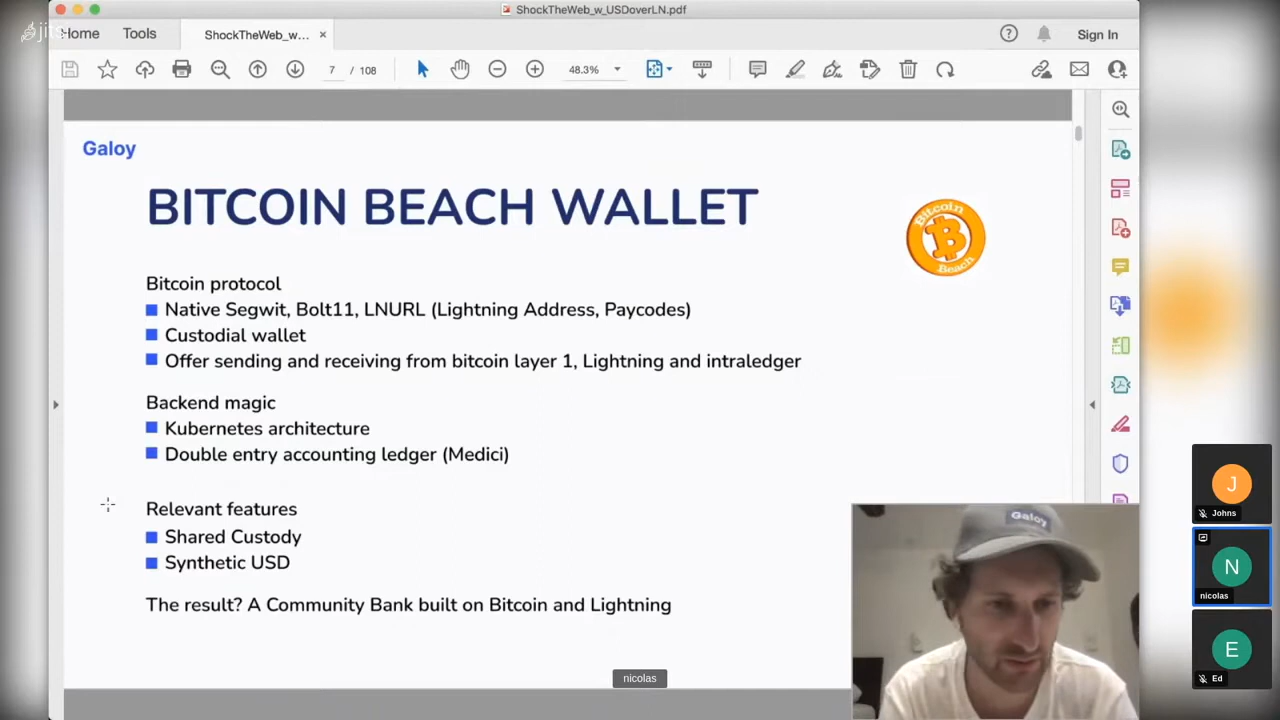 ShockTheWeb_w_USDoverLN.pdf
jits
Home
Tools
ShockTheWeb_w...
Sign In
7 / 108
48.3%
Galoy
BITCOIN BEACH WALLET
Bitcoin
Beach
Bitcoin protocol
Native Segwit, Bolt11, LNURL (Lightning Address, Paycodes)
Custodial wallet
Offer sending and receiving from bitcoin layer 1, Lightning and intraledger
Backend magic
Kubernetes architecture
Double entry accounting ledger (Medici)
Relevant features
Shared Custody
Synthetic USD
The result? A Community Bank built on Bitcoin and Lightning
Galoy
nicolas
J
Johns
N
nicolas
E
Ed